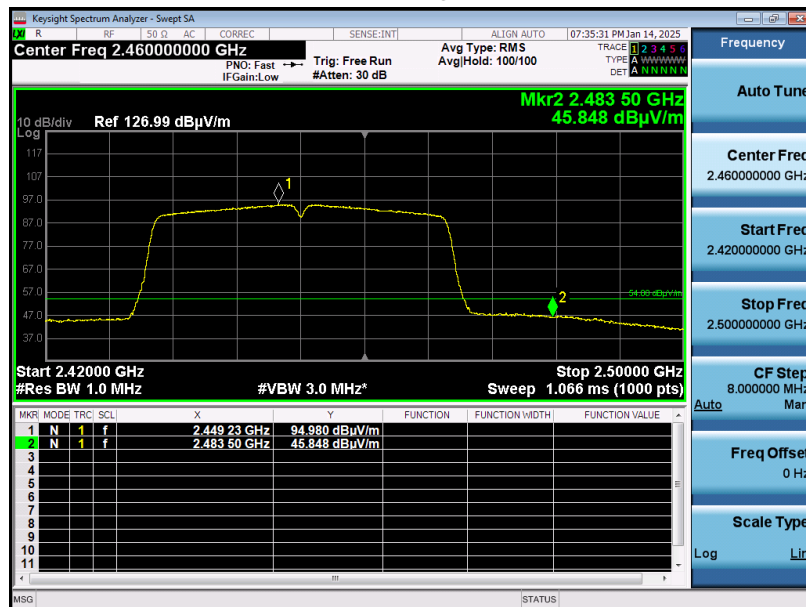 Keysight Spectrum Analyzer - Swept SA
LXI R RF 50 Ω AC CORREC SENSE:INT ALIGN AUTO 07:35:31 PM Jan 14, 2025
Center Freq 2.460000000 GHz
PNO: Fast
IFGain:Low
Trig: Free Run
#Atten: 30 dB
Avg Type: RMS
Avg|Hold: 100/100
TRACE 1 2 3 4 5 6
TYPE A WWWWW
DET A N N N N N
Mkr2 2.483 50 GHz
45.848 dBμV/m
10 dB/div Ref 126.99 dBμV/m
Log
117
107
97.0
87.0
77.0
67.0
57.0
47.0
37.0
1
2
54.00 dBμV/m
Start 2.42000 GHz Stop 2.50000 GHz
#Res BW 1.0 MHz #VBW 3.0 MHz* Sweep 1.066 ms (1000 pts)
MKR MODE TRC SCL X Y FUNCTION FUNCTION WIDTH FUNCTION VALUE
1 N 1 f 2.449 23 GHz 94.980 dBμV/m
2 N 1 f 2.483 50 GHz 45.848 dBμV/m
3
4
5
6
7
8
9
10
11
MSG STATUS
Frequency
Auto Tune
Center Freq
2.460000000 GHz
Start Freq
2.420000000 GHz
Stop Freq
2.500000000 GHz
CF Step
8.000000 MHz
Auto Man
Freq Offset
0 Hz
Scale Type
Log Lin